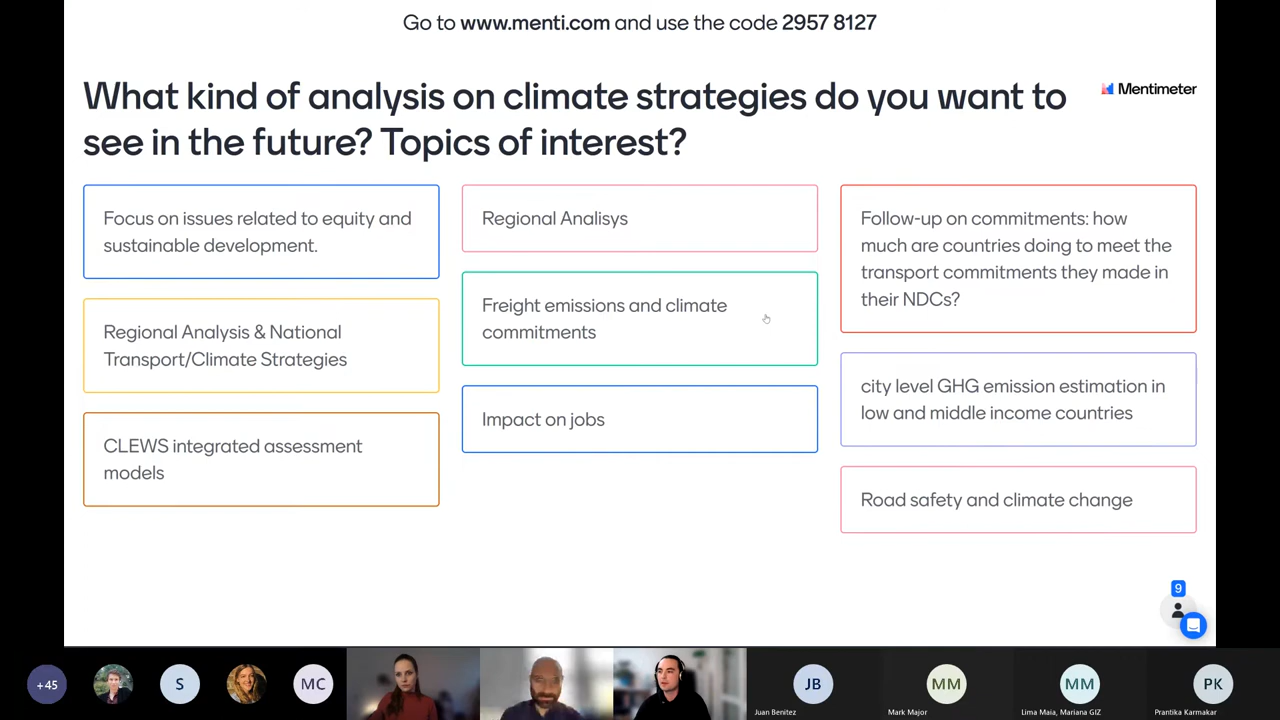 Go to www.menti.com and use the code 2957 8127
What kind of analysis on climate strategies do you want to
see in the future? Topics of interest?
Mentimeter
Focus on issues related to equity and
sustainable development.
Regional Analysis & National
Transport/Climate Strategies
CLEWS integrated assessment
models
Regional Analisys
Freight emissions and climate
commitments
Impact on jobs
Follow-up on commitments: how
much are countries doing to meet the
transport commitments they made in
their NDCs?
city level GHG emission estimation in
low and middle income countries
Road safety and climate change
9
+45
S
MC
JB
Juan Benitez
MM
Mark Major
MM
Lima Maia, Mariana GIZ
PK
Prantika Karmakar